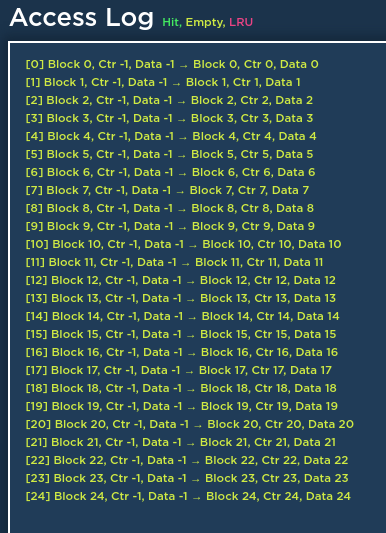 Access Log Hit, Empty, LRU
[0] Block 0, Ctr -1, Data -1 → Block 0, Ctr 0, Data 0
[1] Block 1, Ctr -1, Data -1 → Block 1, Ctr 1, Data 1
[2] Block 2, Ctr -1, Data -1 → Block 2, Ctr 2, Data 2
[3] Block 3, Ctr -1, Data -1 → Block 3, Ctr 3, Data 3
[4] Block 4, Ctr -1, Data -1 → Block 4, Ctr 4, Data 4
[5] Block 5, Ctr -1, Data -1 → Block 5, Ctr 5, Data 5
[6] Block 6, Ctr -1, Data -1 → Block 6, Ctr 6, Data 6
[7] Block 7, Ctr -1, Data -1 → Block 7, Ctr 7, Data 7
[8] Block 8, Ctr -1, Data -1 → Block 8, Ctr 8, Data 8
[9] Block 9, Ctr -1, Data -1 → Block 9, Ctr 9, Data 9
[10] Block 10, Ctr -1, Data -1 → Block 10, Ctr 10, Data 10
[11] Block 11, Ctr -1, Data -1 → Block 11, Ctr 11, Data 11
[12] Block 12, Ctr -1, Data -1 → Block 12, Ctr 12, Data 12
[13] Block 13, Ctr -1, Data -1 → Block 13, Ctr 13, Data 13
[14] Block 14, Ctr -1, Data -1 → Block 14, Ctr 14, Data 14
[15] Block 15, Ctr -1, Data -1 → Block 15, Ctr 15, Data 15
[16] Block 16, Ctr -1, Data -1 → Block 16, Ctr 16, Data 16
[17] Block 17, Ctr -1, Data -1 → Block 17, Ctr 17, Data 17
[18] Block 18, Ctr -1, Data -1 → Block 18, Ctr 18, Data 18
[19] Block 19, Ctr -1, Data -1 → Block 19, Ctr 19, Data 19
[20] Block 20, Ctr -1, Data -1 → Block 20, Ctr 20, Data 20
[21] Block 21, Ctr -1, Data -1 → Block 21, Ctr 21, Data 21
[22] Block 22, Ctr -1, Data -1 → Block 22, Ctr 22, Data 22
[23] Block 23, Ctr -1, Data -1 → Block 23, Ctr 23, Data 23
[24] Block 24, Ctr -1, Data -1 → Block 24, Ctr 24, Data 24